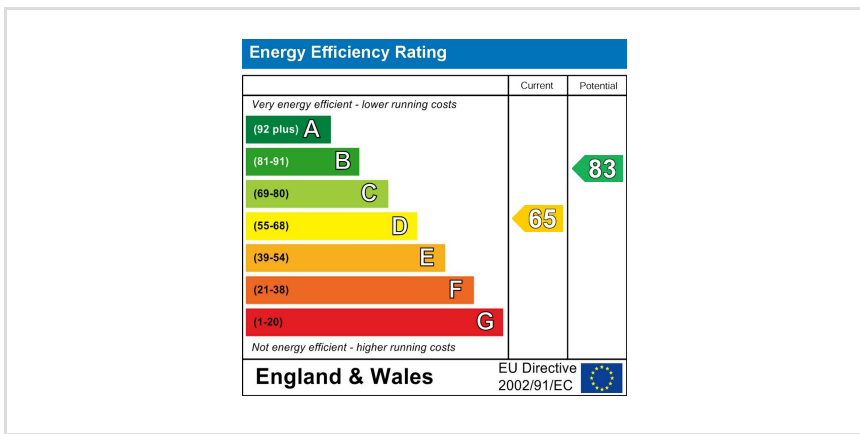 Energy Efficiency Rating
Current Potential
Very energy efficient - lower running costs
(92 plus) A
(81-91) B
83
(69-80) C
(55-68) D
65
(39-54) E
(21-38) F
(1-20) G
Not energy efficient - higher running costs
England & Wales
EU Directive
2002/91/EC